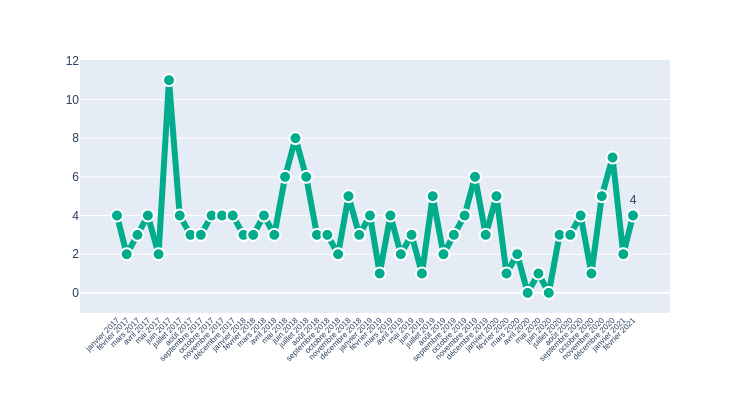 12
10
8
6
4
2
0
4
janvier 2017
février 2017
mars 2017
avril 2017
mai 2017
juin 2017
juillet 2017
août 2017
septembre 2017
octobre 2017
novembre 2017
décembre 2017
janvier 2018
février 2018
mars 2018
avril 2018
mai 2018
juin 2018
juillet 2018
août 2018
septembre 2018
octobre 2018
novembre 2018
décembre 2018
janvier 2019
février 2019
mars 2019
avril 2019
mai 2019
juin 2019
juillet 2019
août 2019
septembre 2019
octobre 2019
novembre 2019
décembre 2019
janvier 2020
février 2020
mars 2020
avril 2020
mai 2020
juin 2020
juillet 2020
août 2020
septembre 2020
octobre 2020
novembre 2020
décembre 2020
janvier 2021
février 2021